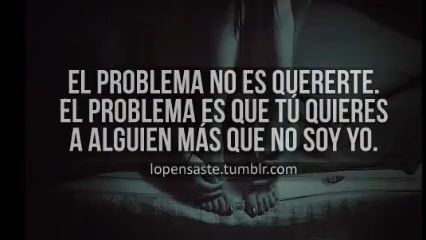 EL PROBLEMA NO ES QUERERTE.
EL PROBLEMA ES QUE TÚ QUIERES
A ALGUIEN MÁS QUE NO SOY YO.
lopensaste.tumblr.com